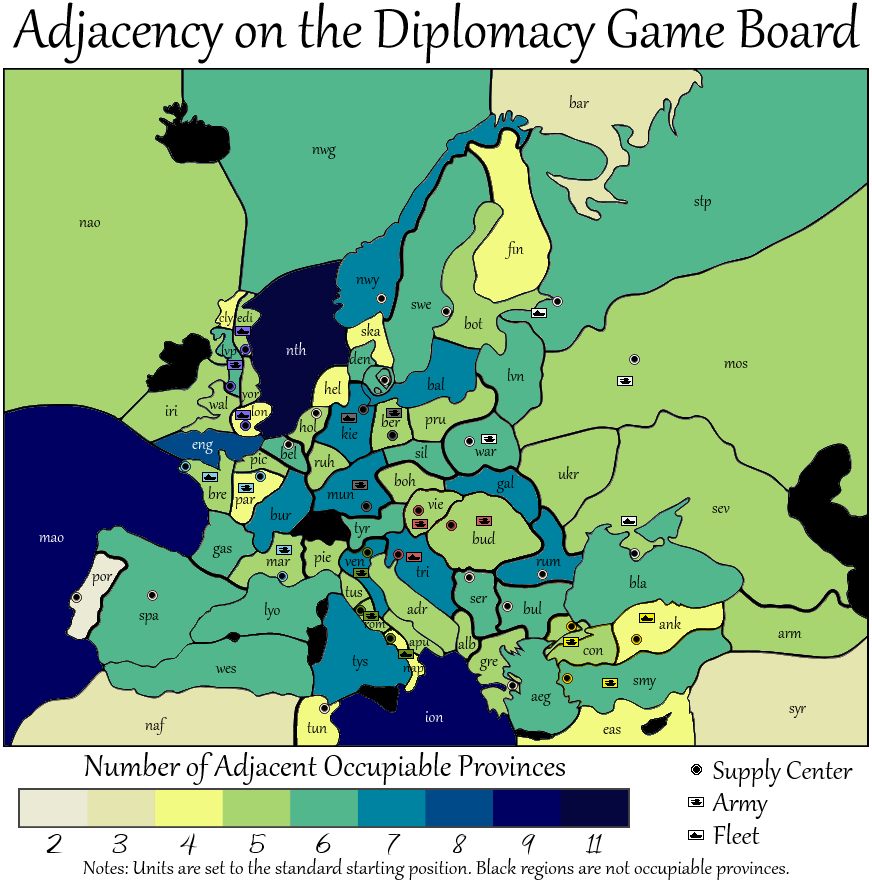 Adjacency on the Diplomacy Game Board
bar
nwg
stp
nao
fin
nwy
swe
cly edi
ska
bot
nth
den
lvp
lvn
mos
hel
bal
yor
wal
lon
iri
hol
kie
ber
pru
eng
bel
war
pic
ruh
sil
ukr
bre
par
mun
boh
gal
sev
bur
vie
mao
tyr
bud
gas
mar
pie
ven
tri
rum
bla
por
tus
ser
spa
lyo
adr
bul
rom
ank
apu
alb
con
arm
wes
tys
nap
gre
aeg
smy
syr
naf
tun
ion
eas
Number of Adjacent Occupiable Provinces
2 3 4 5 6 7 8 9 11
Supply Center
Army
Fleet
Notes: Units are set to the standard starting position. Black regions are not occupiable provinces.